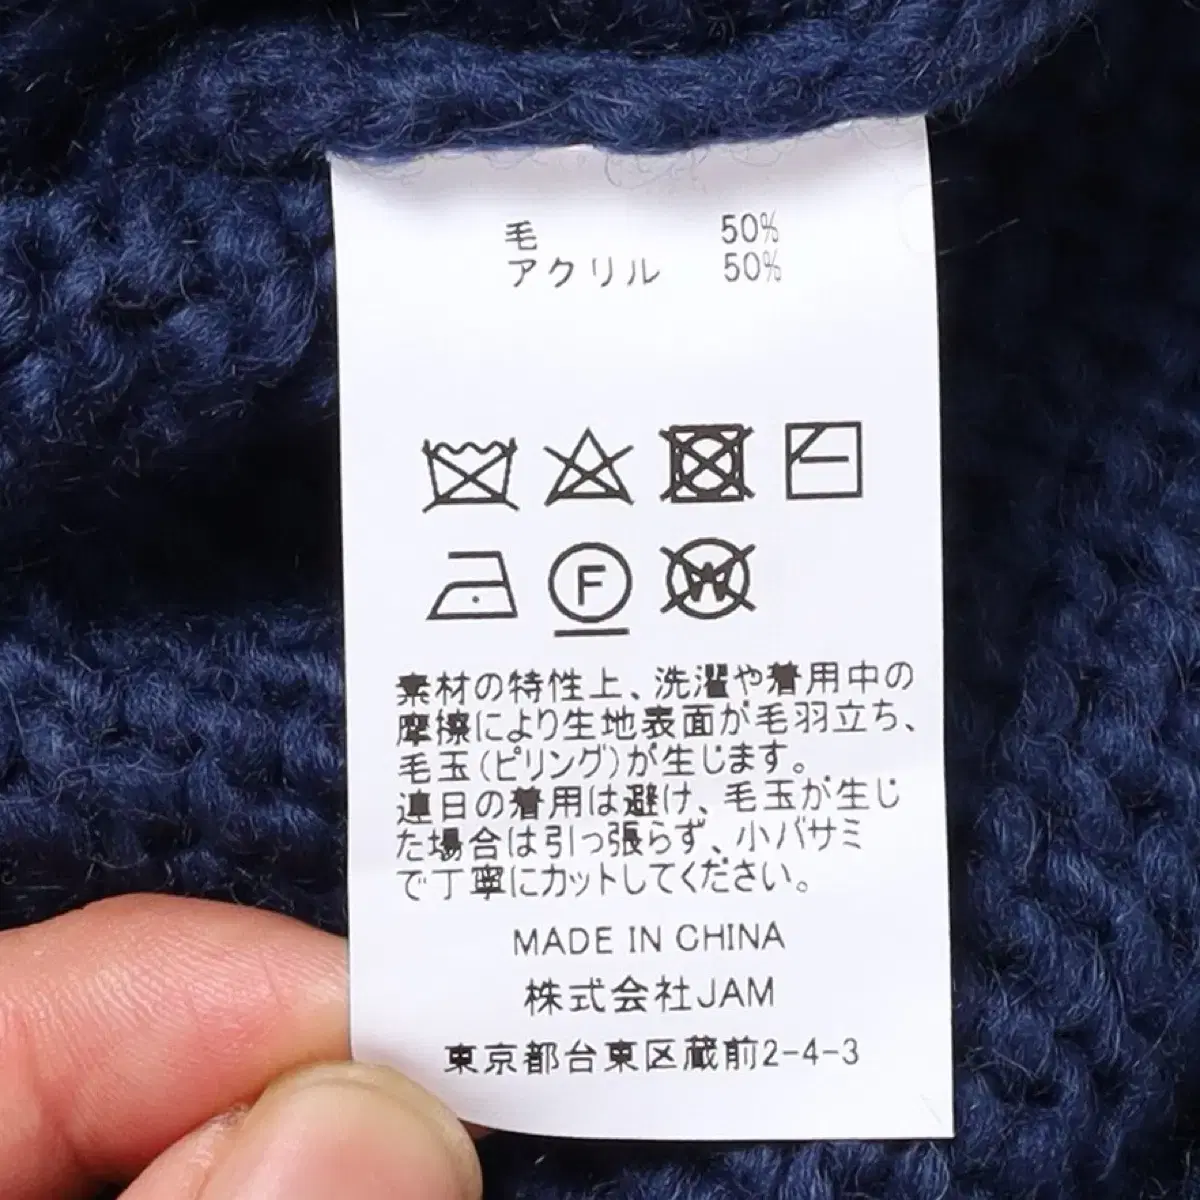 毛 50%
アクリル 50%
F
W
素材の特性上、洗濯や着用中の
摩擦により生地表面が毛羽立ち、
毛玉(ピリング)が生じます。
連日の着用は避け、毛玉が生じ
た場合は引っ張らず、小バサミ
で丁寧にカットしてください。
MADE IN CHINA
株式会社JAM
東京都台東区蔵前2-4-3